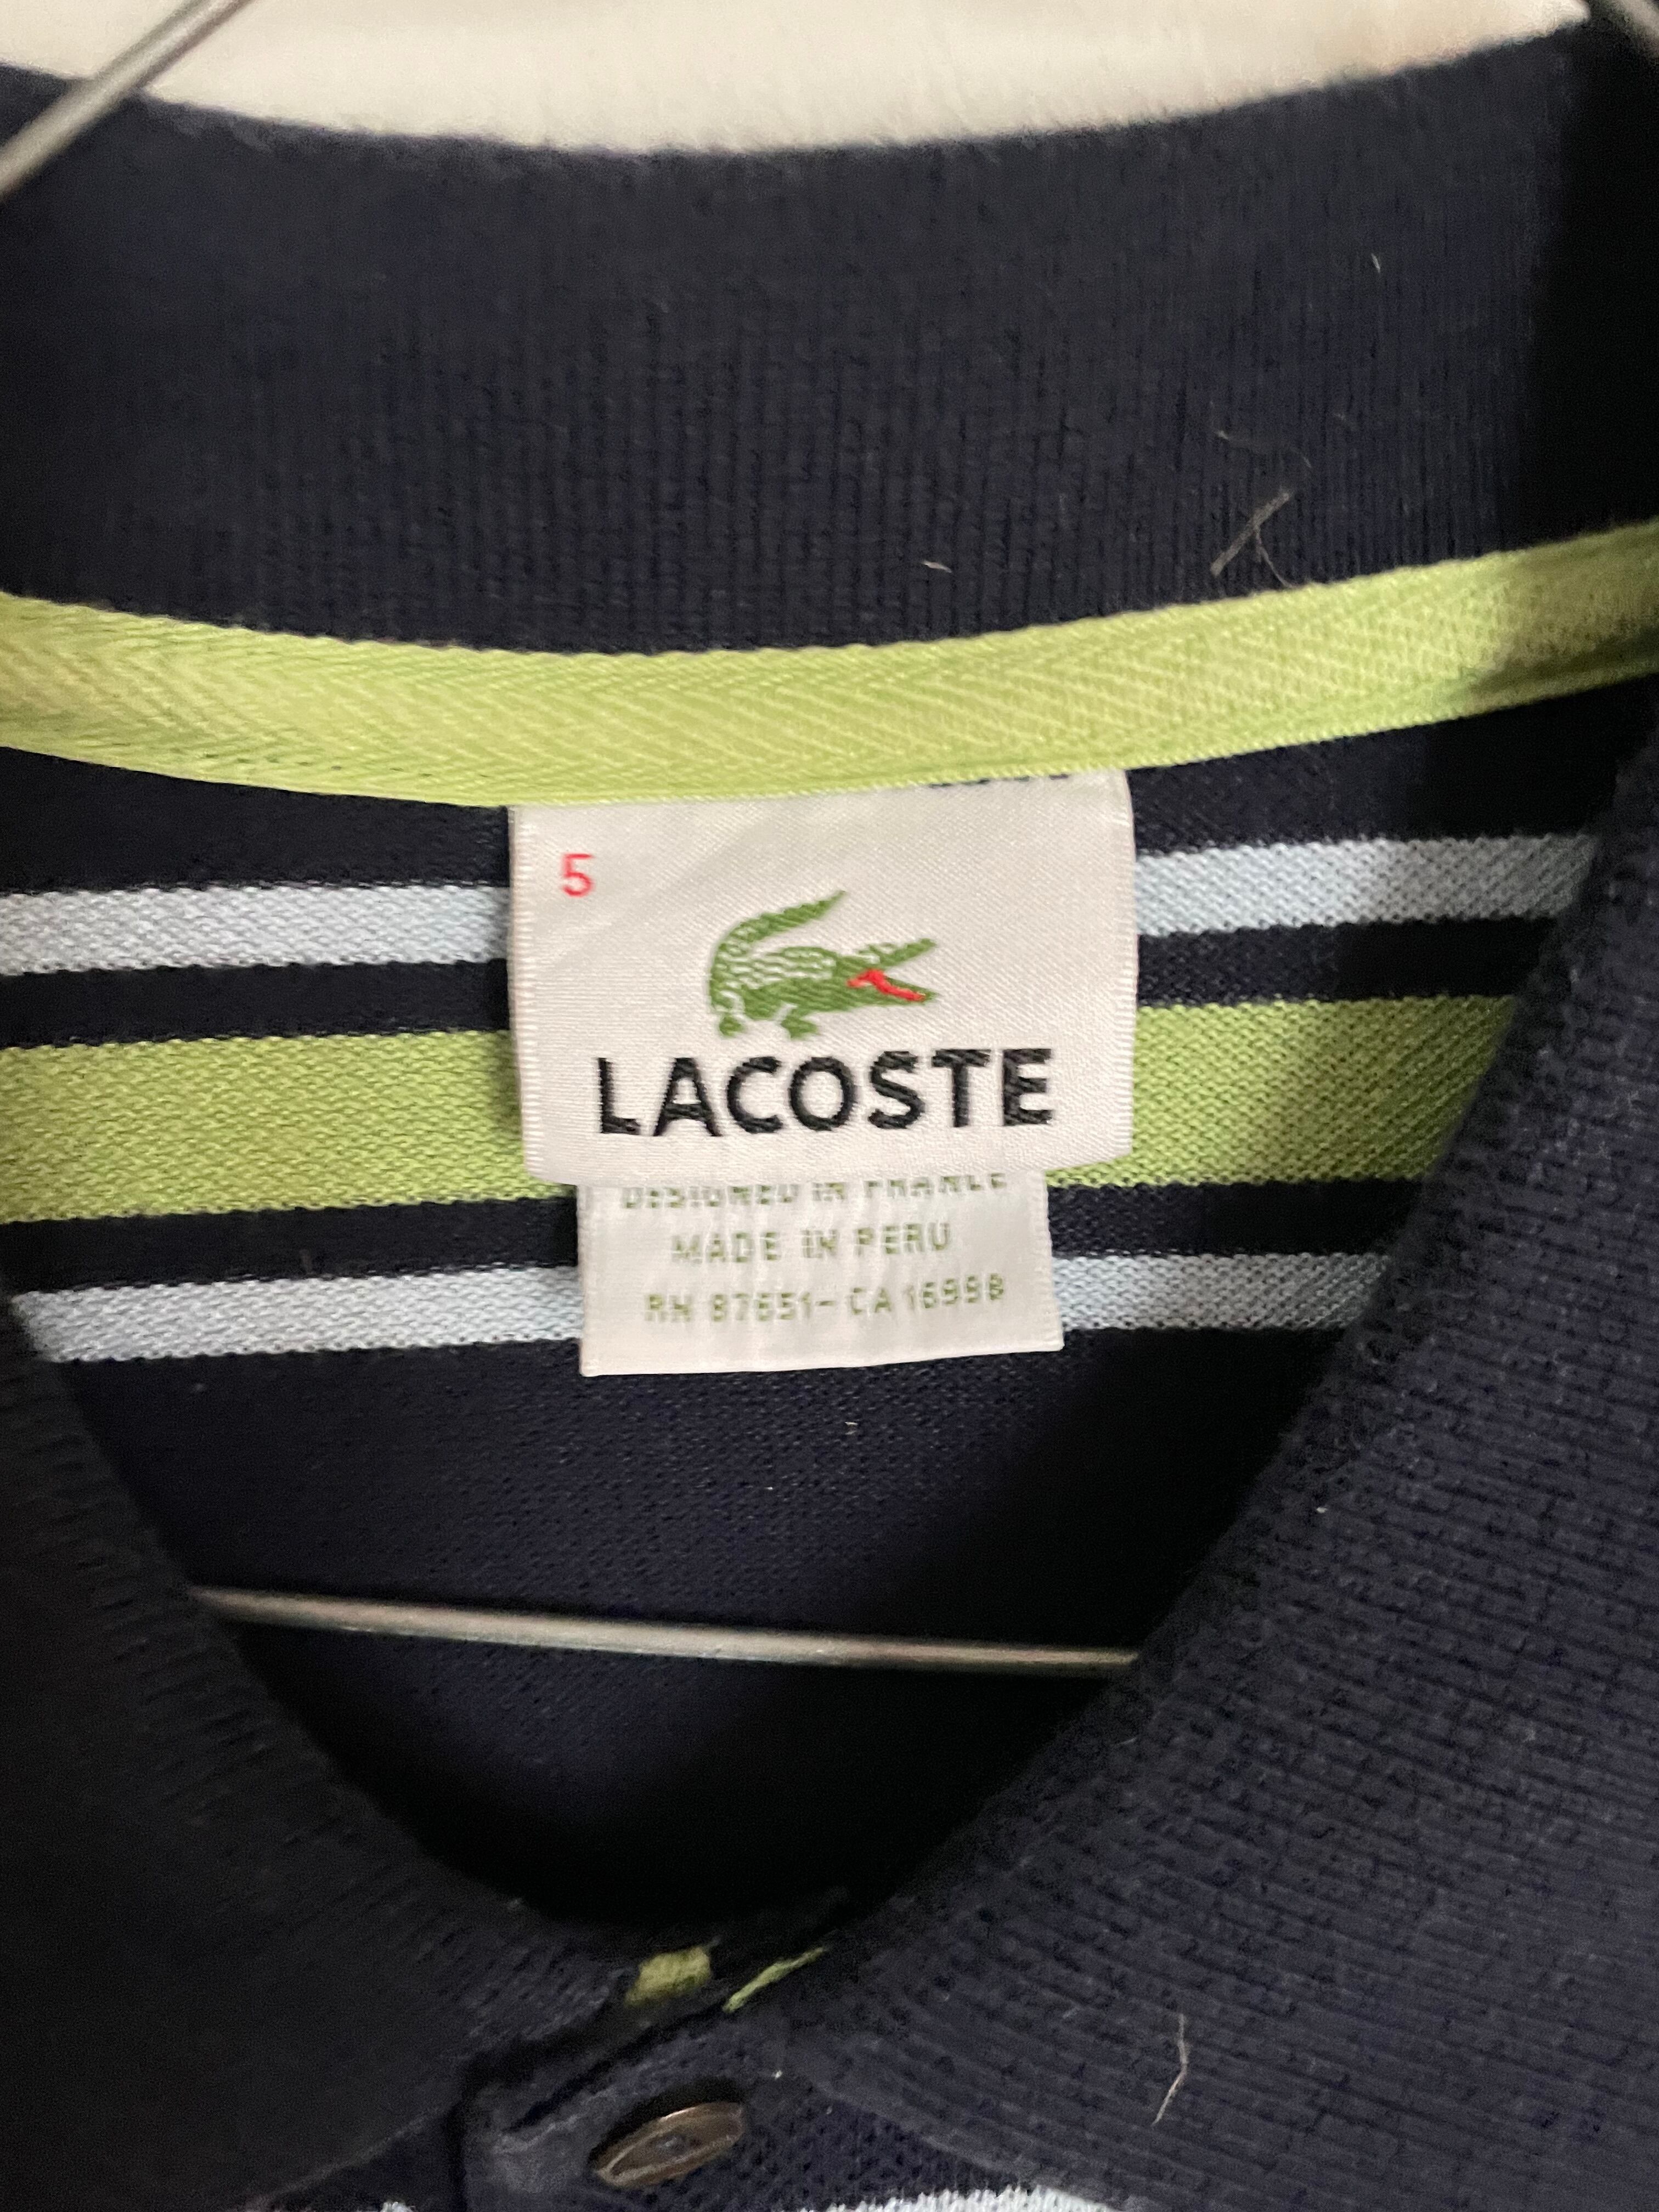 5
LACOSTE
DESIGNED IN FRANCE
MADE IN PERU
RN 87651-CA 16998